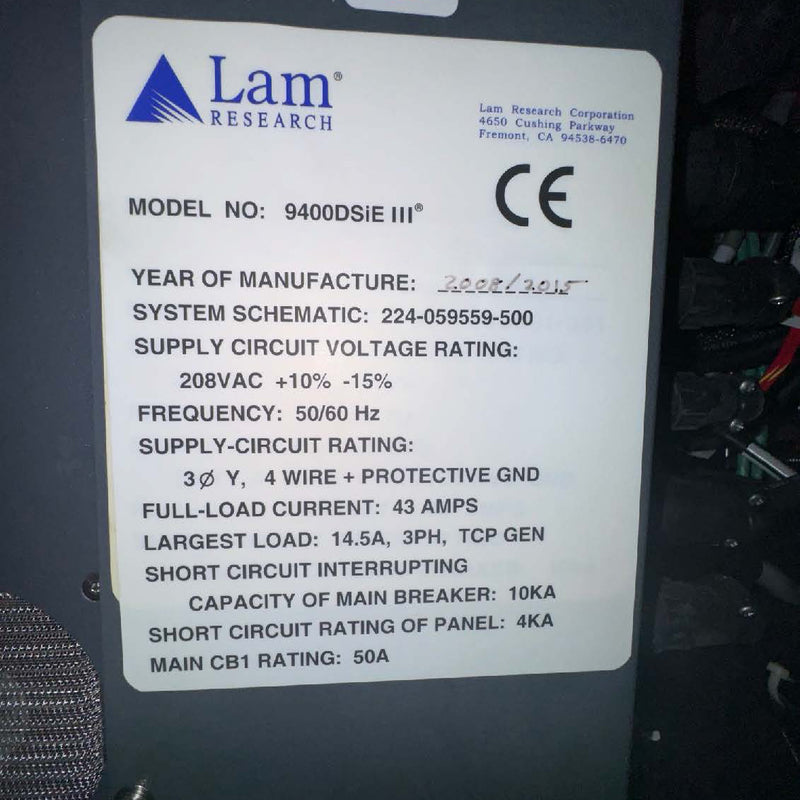 Lam®
RESEARCH
Lam Research Corporation
4650 Cushing Parkway
Fremont, CA 94538-6470
CE
MODEL NO: 9400DSiE III®
YEAR OF MANUFACTURE: 2008/2015
SYSTEM SCHEMATIC: 224-059559-500
SUPPLY CIRCUIT VOLTAGE RATING:
208VAC +10% -15%
FREQUENCY: 50/60 Hz
SUPPLY-CIRCUIT RATING:
3Ø Y, 4 WIRE + PROTECTIVE GND
FULL-LOAD CURRENT: 43 AMPS
LARGEST LOAD: 14.5A, 3PH, TCP GEN
SHORT CIRCUIT INTERRUPTING
CAPACITY OF MAIN BREAKER: 10KA
SHORT CIRCUIT RATING OF PANEL: 4KA
MAIN CB1 RATING: 50A